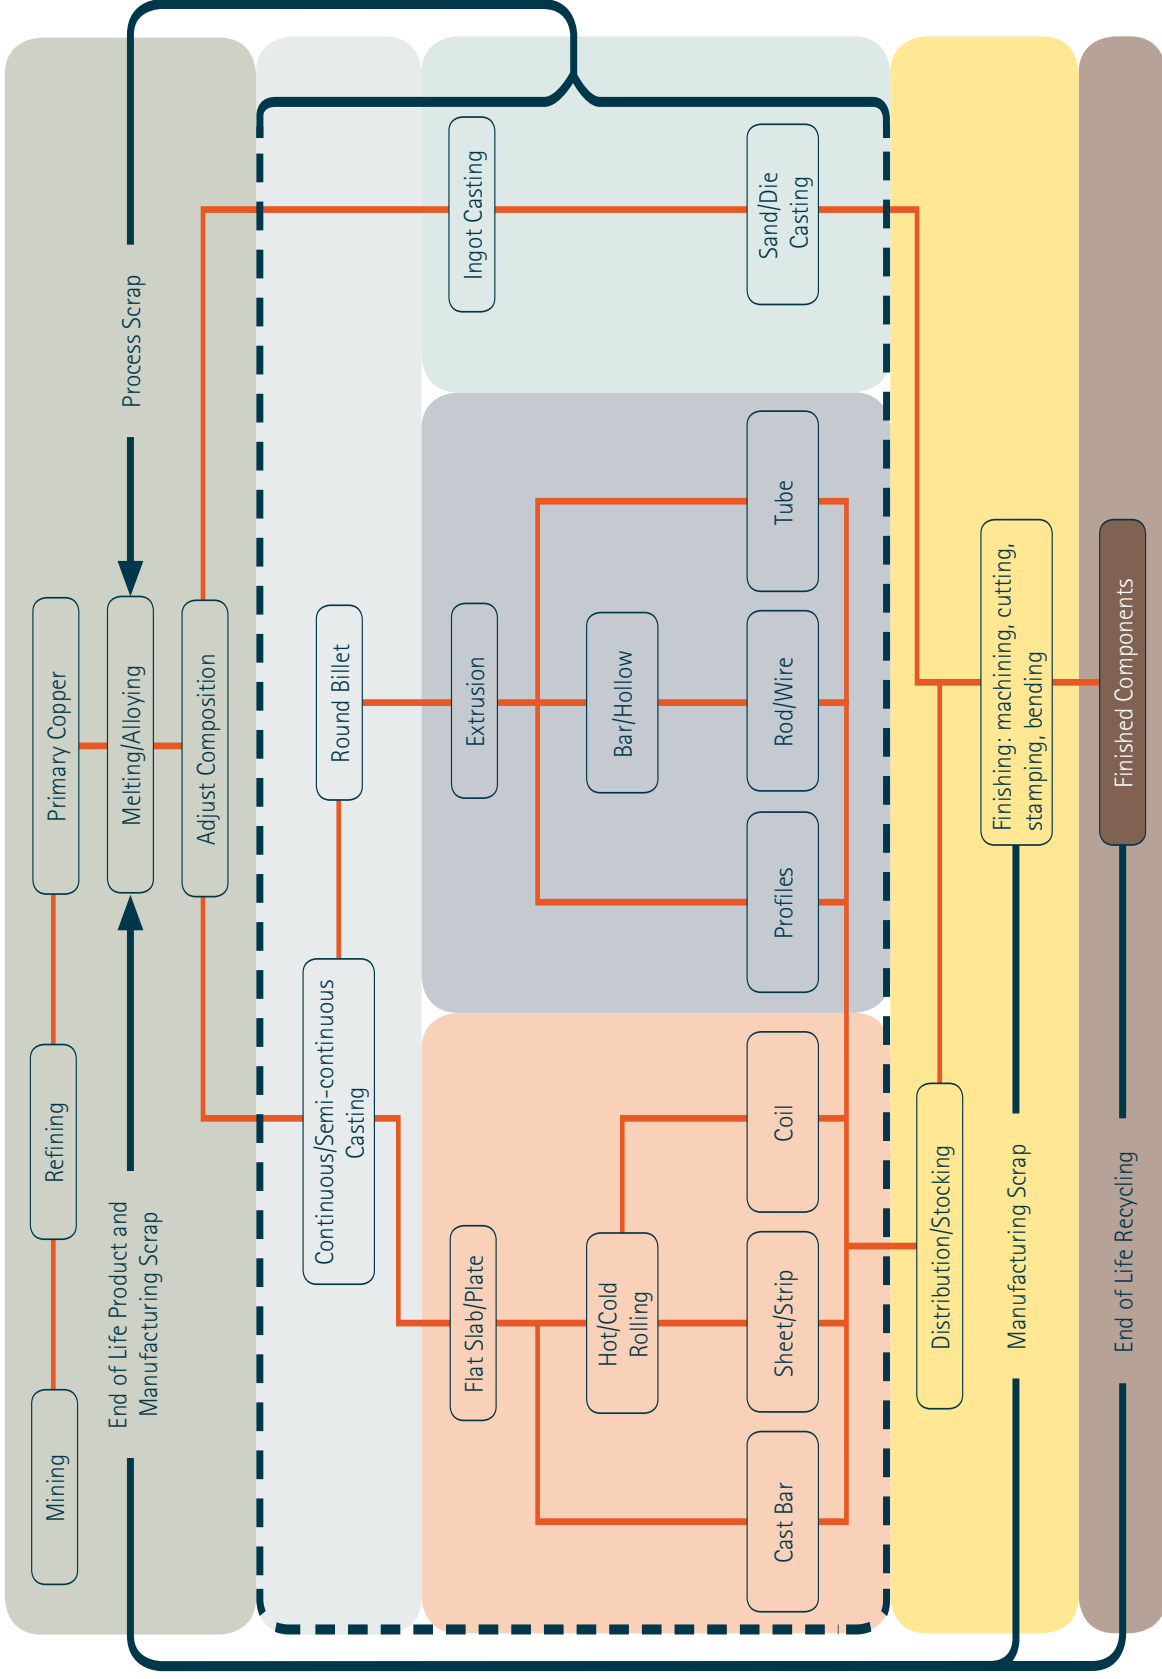 Mining
Refining
Primary Copper
End of Life Product and
Manufacturing Scrap
Melting/Alloying
Process Scrap
Adjust Composition
Continuous/Semi-continuous
Casting
Round Billet
Flat Slab/Plate
Extrusion
Ingot Casting
Hot/Cold
Rolling
Bar/Hollow
Cast Bar
Sheet/Strip
Coil
Profiles
Rod/Wire
Tube
Sand/Die
Casting
Distribution/Stocking
Manufacturing Scrap
Finishing: machining, cutting,
stamping, bending
End of Life Recycling
Finished Components